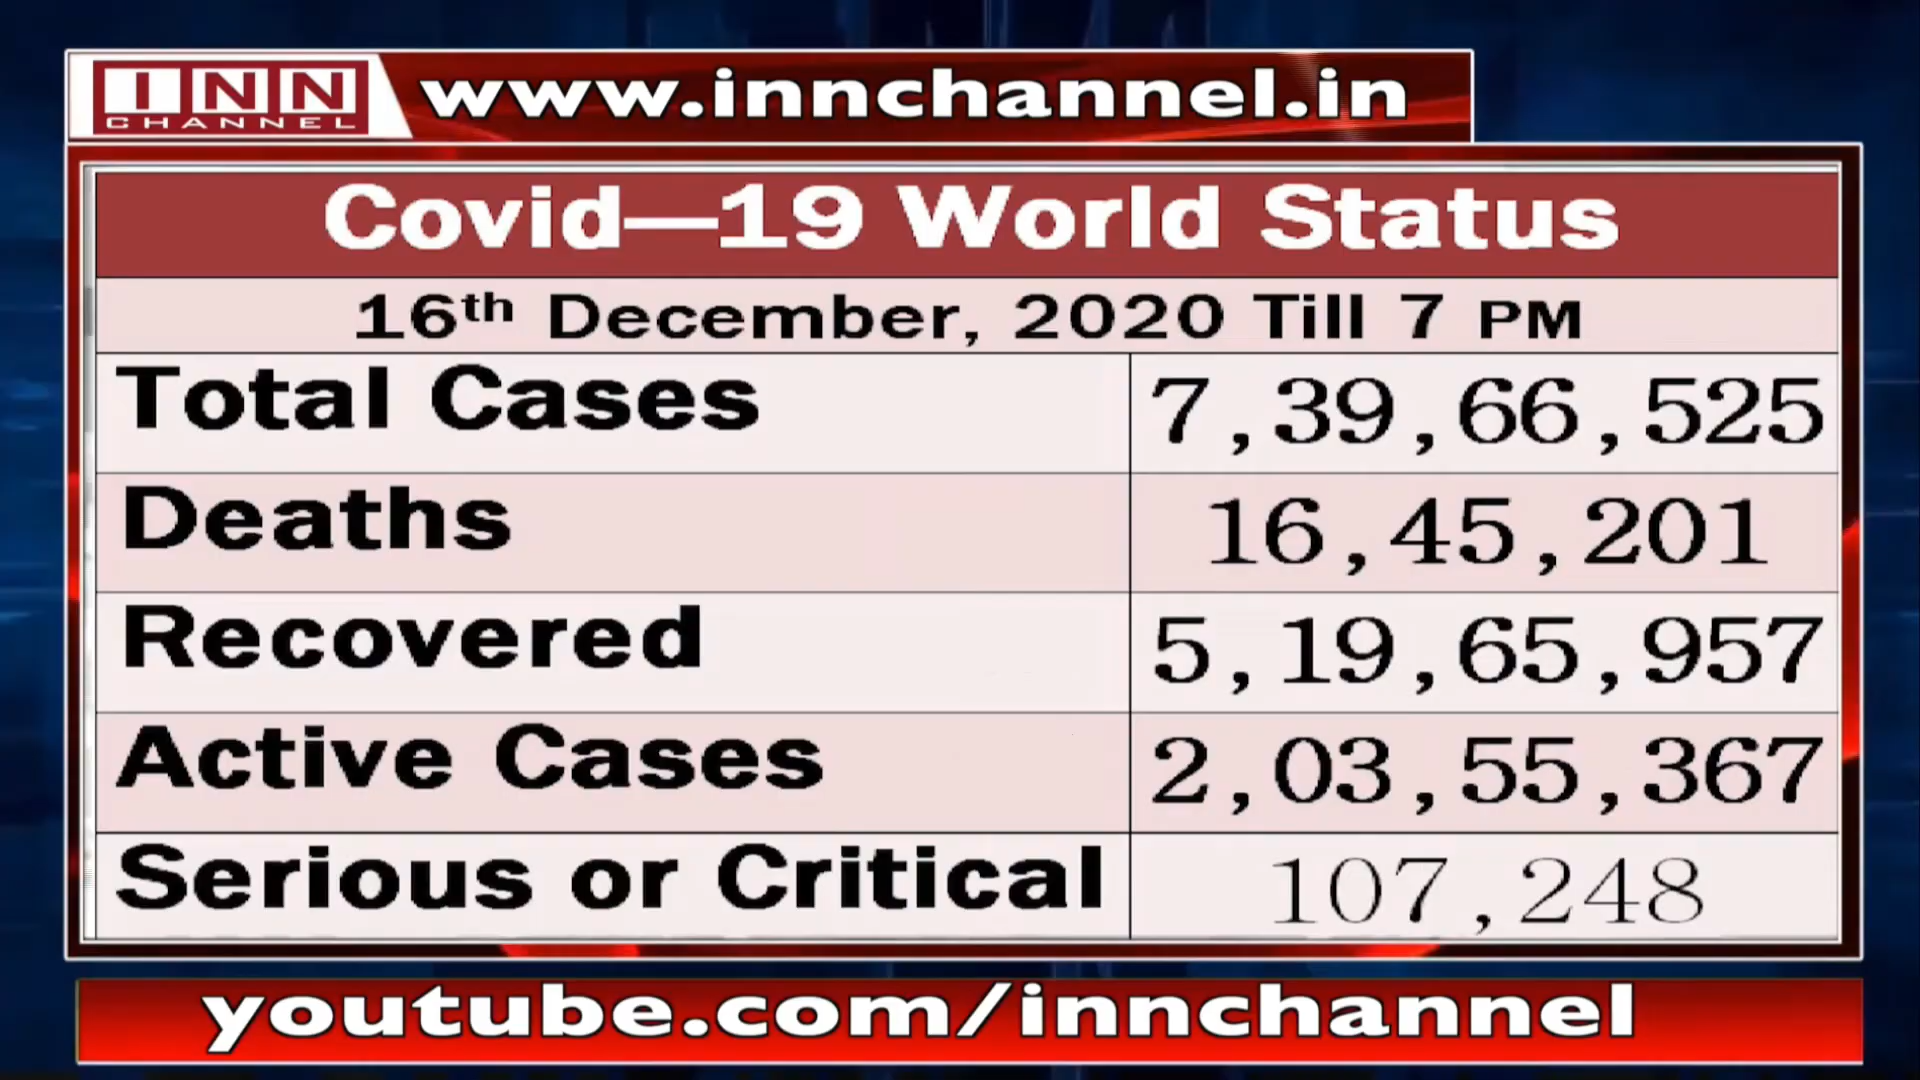 INN
CHANNEL
www.innchannel.in
Covid—19 World Status
16th December, 2020 Till 7 PM
Total Cases 7,39,66,525
Deaths 16,45,201
Recovered 5,19,65,957
Active Cases 2,03,55,367
Serious or Critical 107,248
youtube.com/innchannel